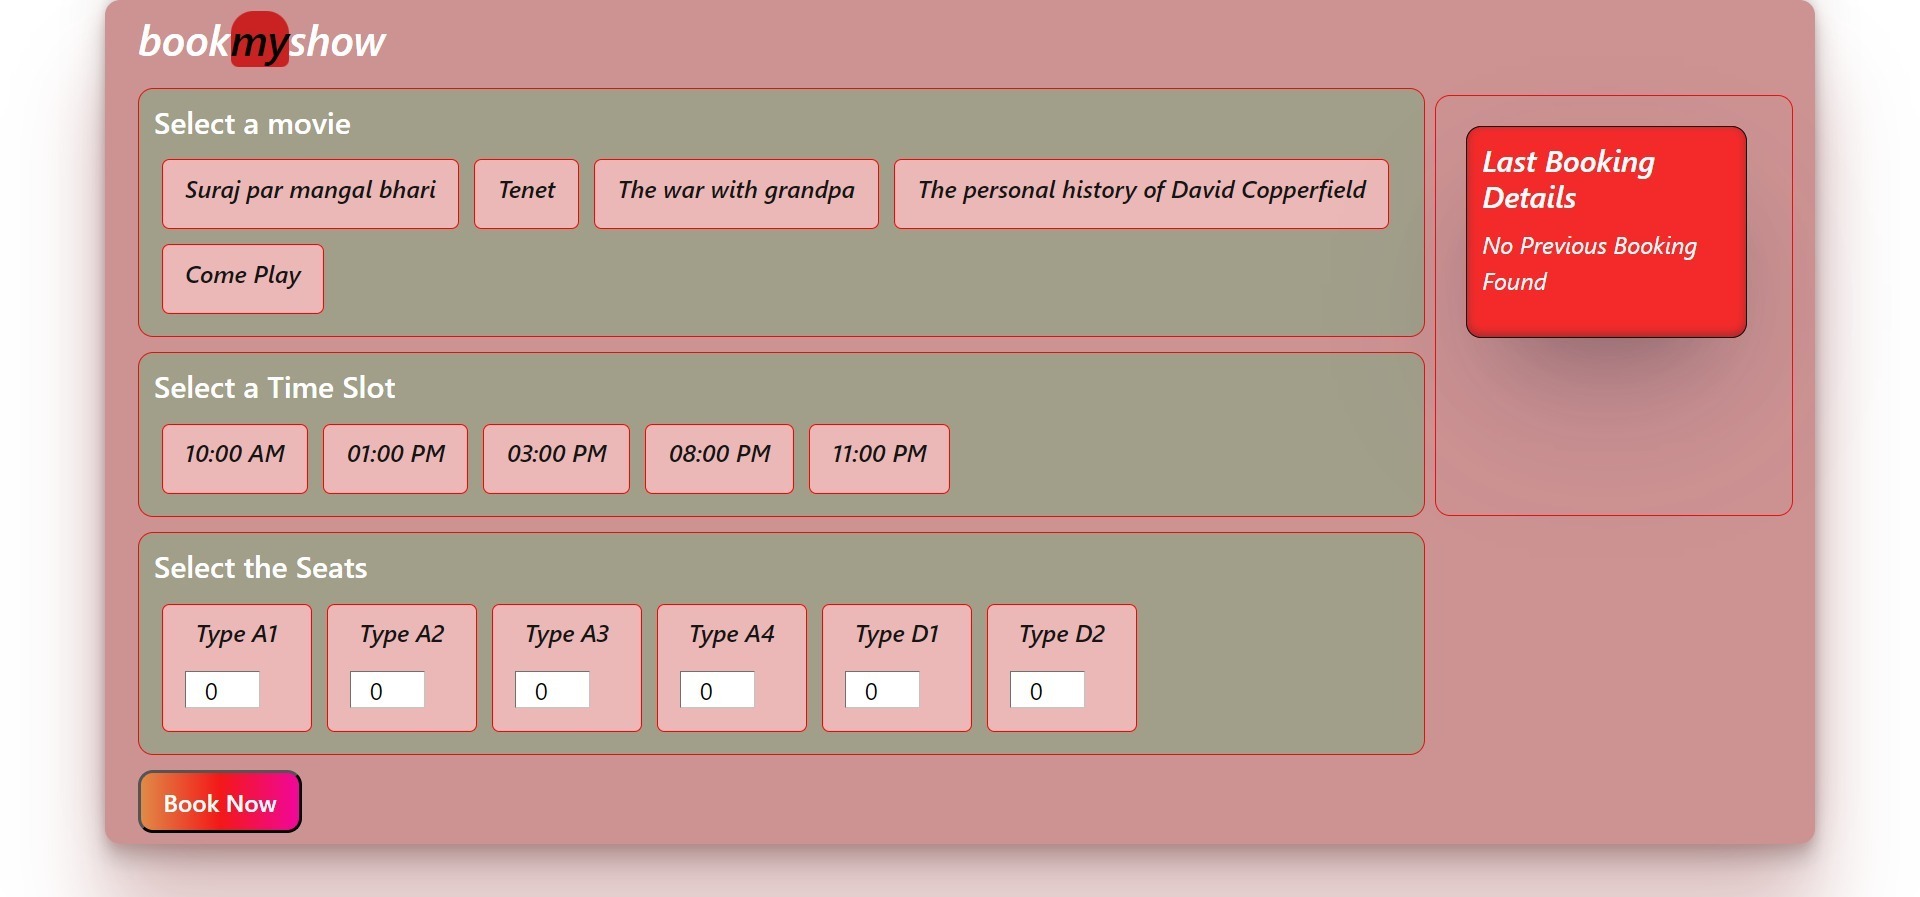 bookmyshow
Select a movie
Suraj par mangal bhari
Tenet
The war with grandpa
The personal history of David Copperfield
Come Play
Last Booking
Details
No Previous Booking
Found
Select a Time Slot
10:00 AM
01:00 PM
03:00 PM
08:00 PM
11:00 PM
Select the Seats
Type A1
Type A2
Type A3
Type A4
Type D1
Type D2
0
0
0
0
0
0
Book Now